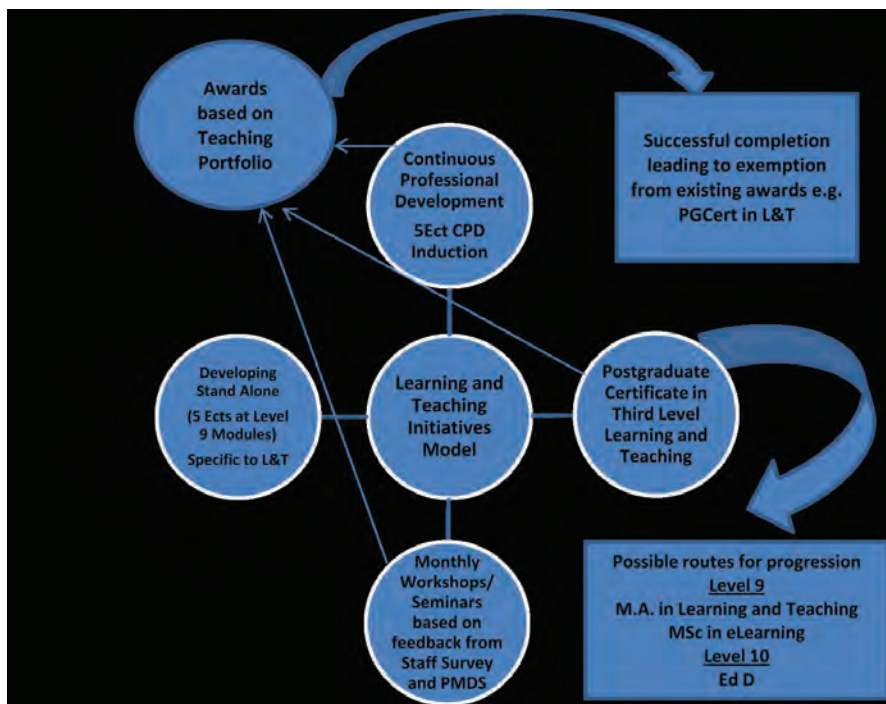 Awards
based on
Teaching
Portfolio
Successful completion
leading to exemption
from existing awards e.g.
PGCert in L&T
Continuous
Professional
Development
5Ect CPD
Induction
Developing
Stand Alone
(5 Ects at Level
9 Modules)
Specific to L&T
Learning and
Teaching
Initiatives
Model
Postgraduate
Certificate in
Third Level
Learning and
Teaching
Monthly
Workshops/
Seminars
based on
feedback from
Staff Survey
and PMDS
Possible routes for progression
Level 9
M.A. in Learning and Teaching
MSc in eLearning
Level 10
Ed D